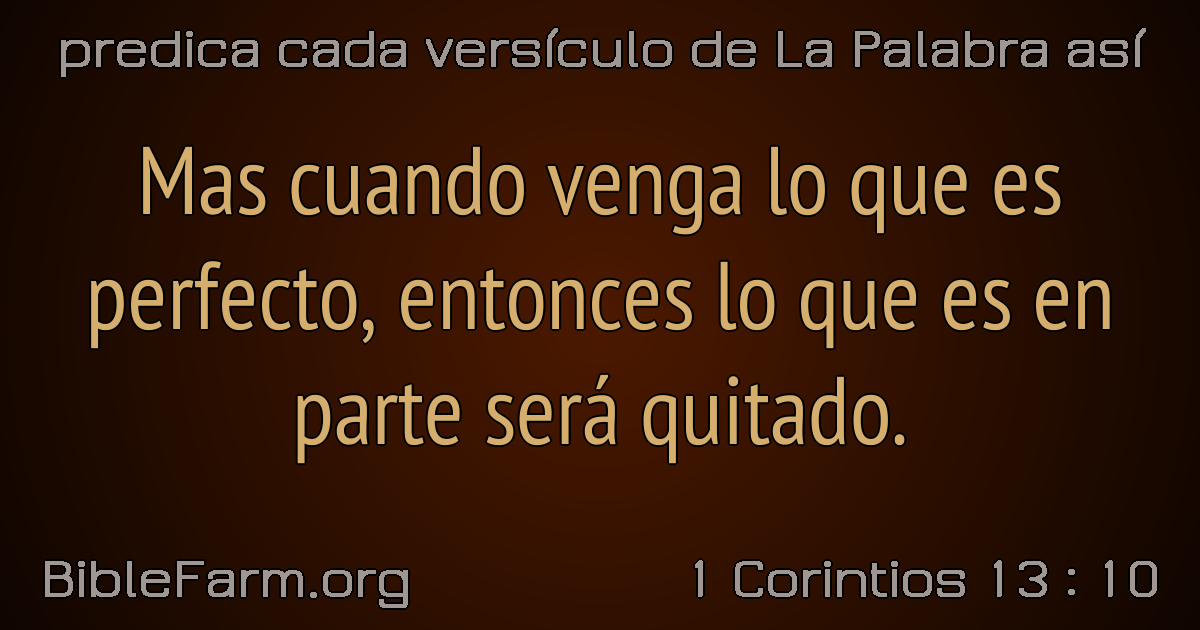 predica cada versículo de La Palabra así
Mas cuando venga lo que es
perfecto, entonces lo que es en
parte será quitado.
BibleFarm.org
1 Corintios 13 : 10